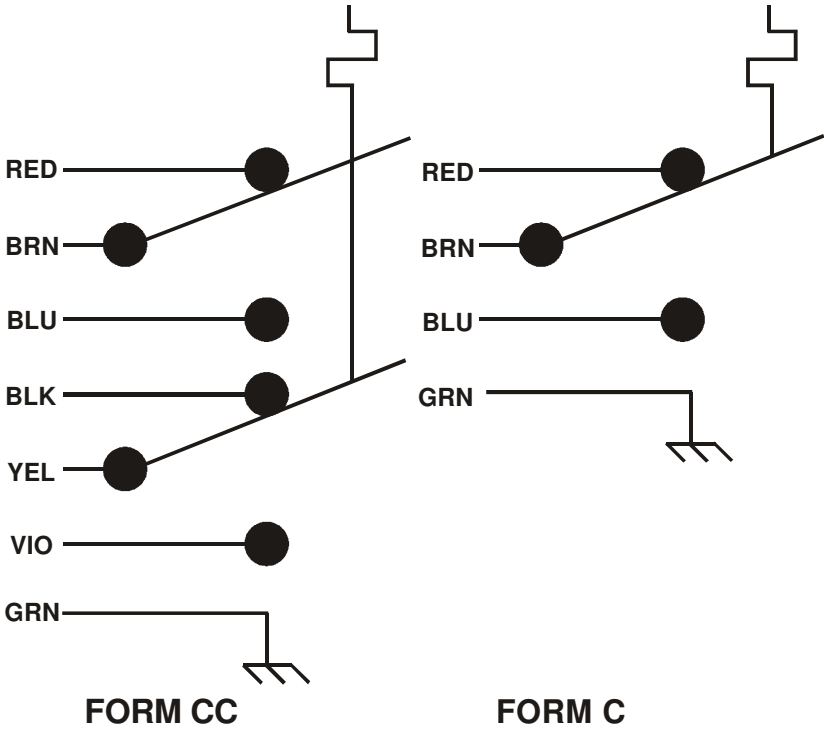 RED
BRN
BLU
BLK
YEL
VIO
GRN
FORM CC
RED
BRN
BLU
GRN
FORM C